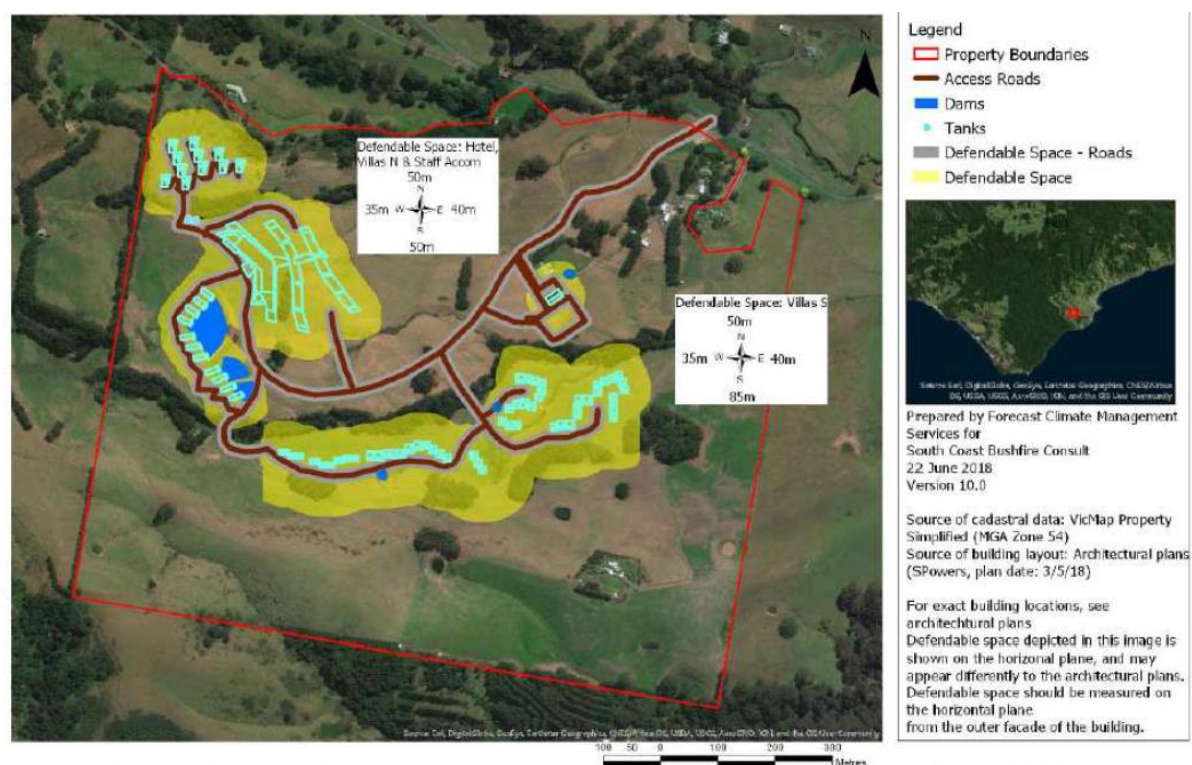 N
Defendable Space: Hotel,
Villas N & Staff Accom
50m
N
35m W E 40m
S
50m
Defendable Space: Villas S
50m
N
35m W E 40m
S
85m
100 50 0 100 200 300
Metres
Legend
Property Boundaries
Access Roads
Dams
Tanks
Defendable Space - Roads
Defendable Space
Prepared by Forecast Climate Management
Services for
South Coast Bushfire Consult
22 June 2018
Version 10.0
Source of cadastral data: VicMap Property
Simplified (MGA Zone 54)
Source of building layout: Architectural plans
(SPowers, plan date: 3/5/18)
For exact building locations, see
architechtural plans
Defendable space depicted in this image is
shown on the horizonal plane, and may
appear differently to the architectural plans.
Defendable space should be measured on
the horizontal plane
from the outer facade of the building.